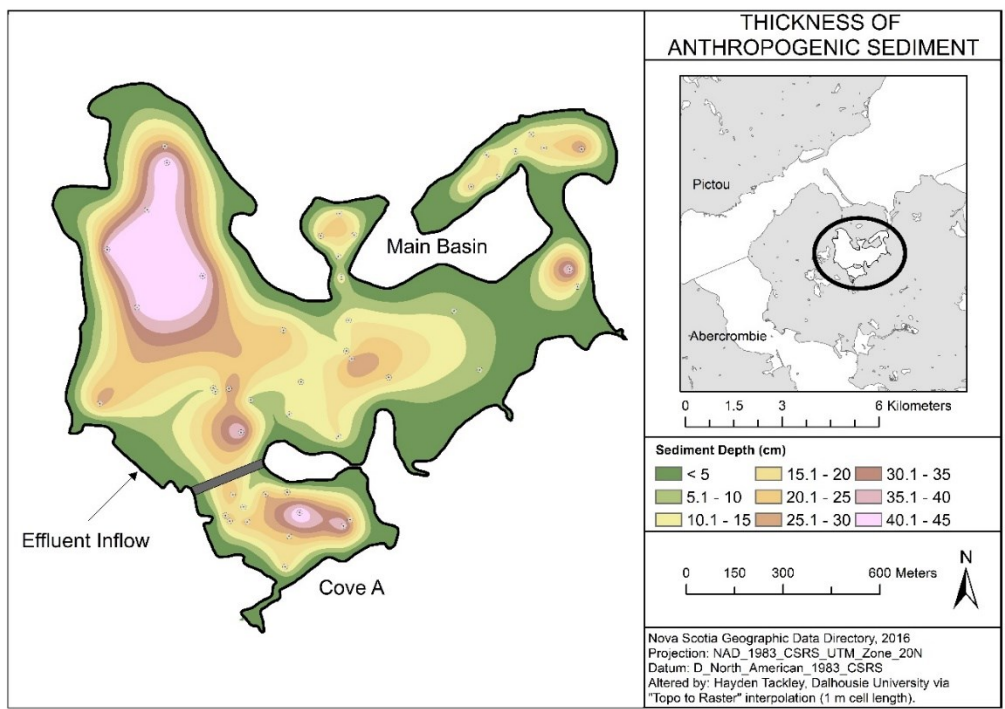 THICKNESS OF
ANTHROPOGENIC SEDIMENT
Main Basin
Effluent Inflow
Cove A
Pictou
Abercrombie
0 1.5 3 6 Kilometers
Sediment Depth (cm)
< 5 15.1 - 20 30.1 - 35
5.1 - 10 20.1 - 25 35.1 - 40
10.1 - 15 25.1 - 30 40.1 - 45
N
0 150 300 600 Meters
Nova Scotia Geographic Data Directory, 2016
Projection: NAD_1983_CSRS_UTM_Zone_20N
Datum: D_North_American_1983_CSRS
Altered by: Hayden Tackley, Dalhousie University via
"Topo to Raster" interpolation (1 m cell length).